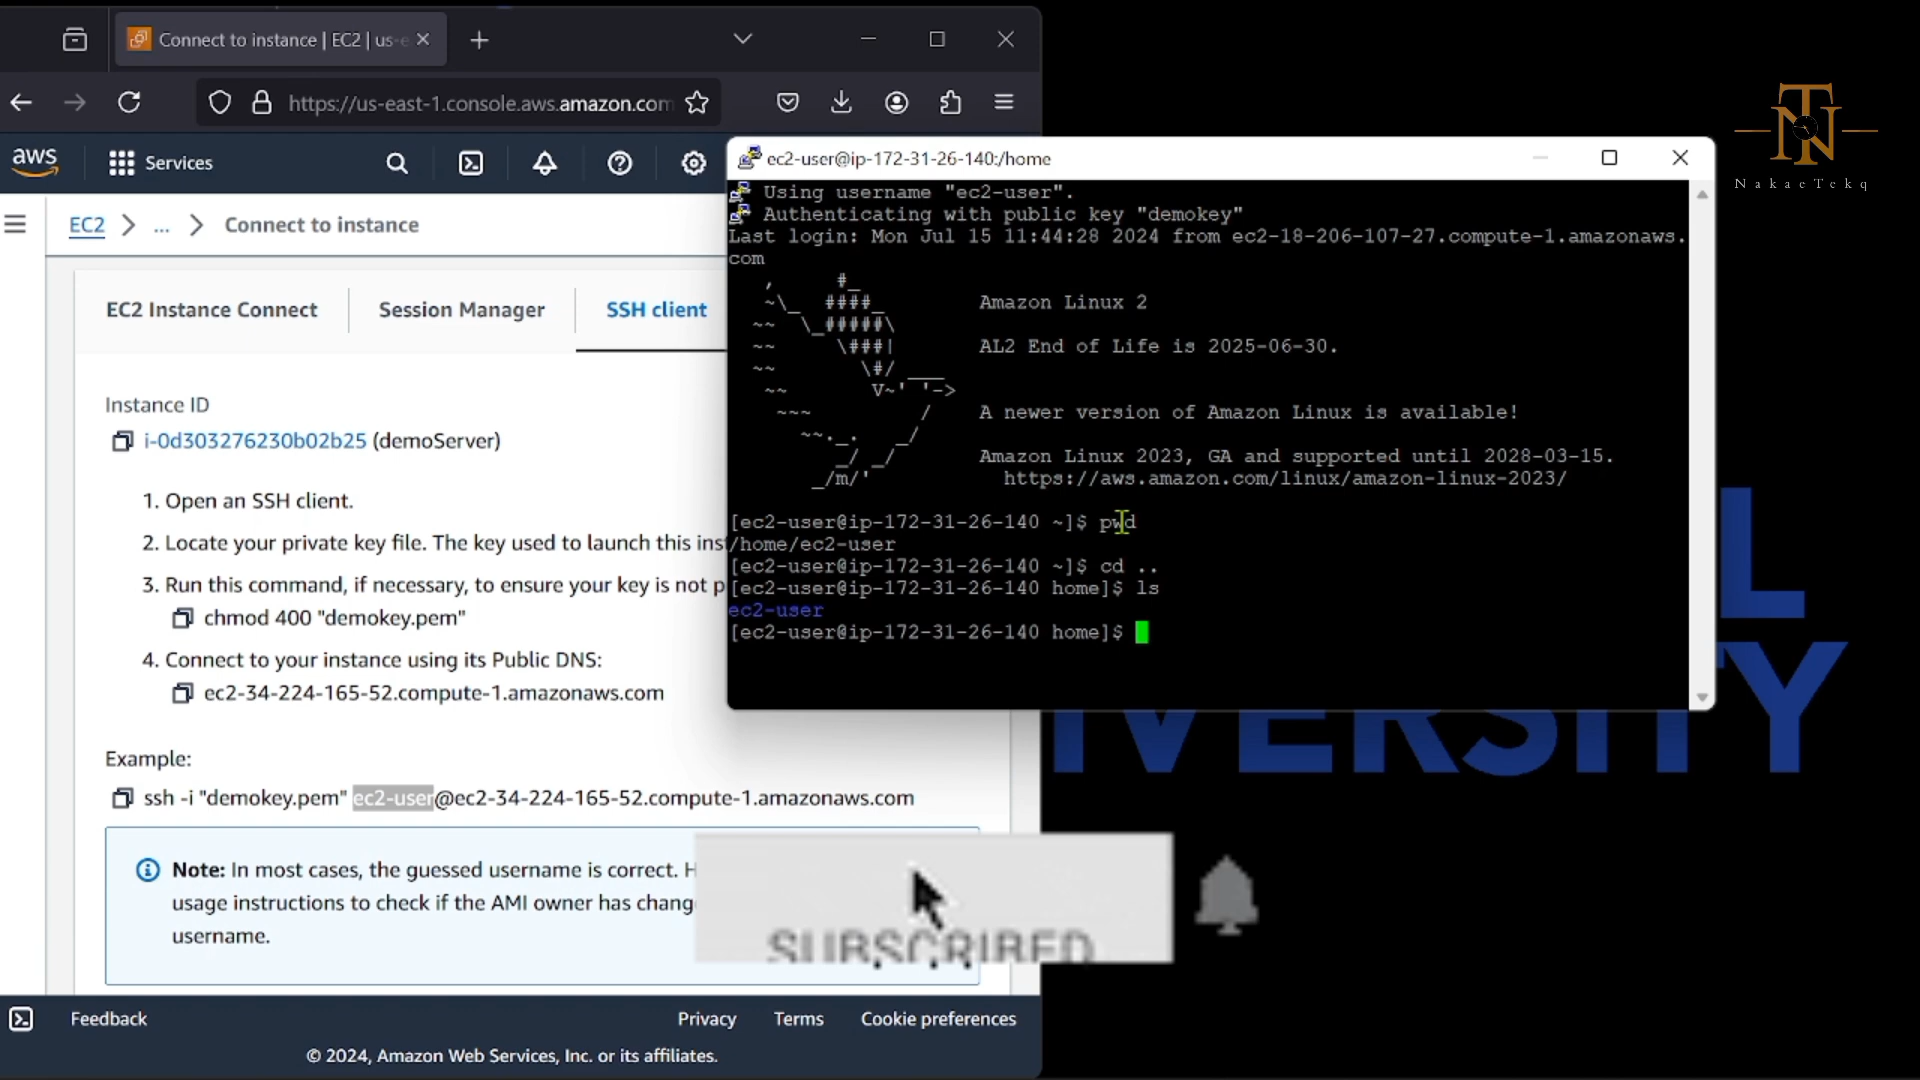 Connect to instance | EC2 | us-e
https://us-east-1.console.aws.amazon.com
aws
Services
EC2
...
Connect to instance
EC2 Instance Connect
Session Manager
SSH client
Instance ID
i-0d303276230b02b25 (demoServer)
1. Open an SSH client.
2. Locate your private key file. The key used to launch this ins
3. Run this command, if necessary, to ensure your key is not p
chmod 400 "demokey.pem"
4. Connect to your instance using its Public DNS:
ec2-34-224-165-52.compute-1.amazonaws.com
Example:
ssh -i "demokey.pem" ec2-user@ec2-34-224-165-52.compute-1.amazonaws.com
Note: In most cases, the guessed username is correct. H
usage instructions to check if the AMI owner has chang
username.
Feedback
Privacy
Terms
Cookie preferences
© 2024, Amazon Web Services, Inc. or its affiliates.
ec2-user@ip-172-31-26-140:/home
Using username "ec2-user".
Authenticating with public key "demokey"
Last login: Mon Jul 15 11:44:28 2024 from ec2-18-206-107-27.compute-1.amazonaws.
com
Amazon Linux 2
AL2 End of Life is 2025-06-30.
A newer version of Amazon Linux is available!
Amazon Linux 2023, GA and supported until 2028-03-15.
https://aws.amazon.com/linux/amazon-linux-2023/
[ec2-user@ip-172-31-26-140 ~]$ pwd
/home/ec2-user
[ec2-user@ip-172-31-26-140 ~]$ cd ..
[ec2-user@ip-172-31-26-140 home]$ ls
ec2-user
[ec2-user@ip-172-31-26-140 home]$
SUBSCRIBED
L
VERSITY
TN